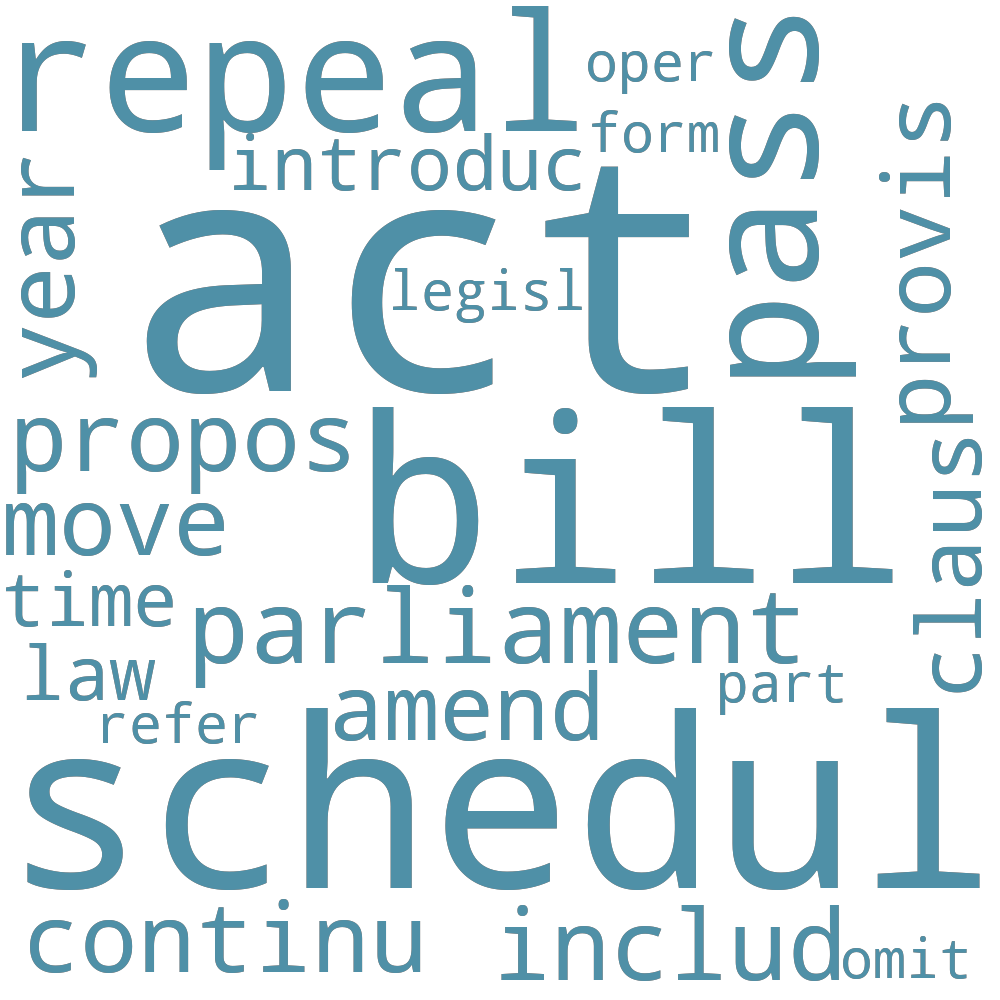 repeal
oper
form
pass
introduc
year
act
legisl
provis
propos
bill
move
claus
time
parliament
law
amend
part
refer
schedul
continu
includ
omit